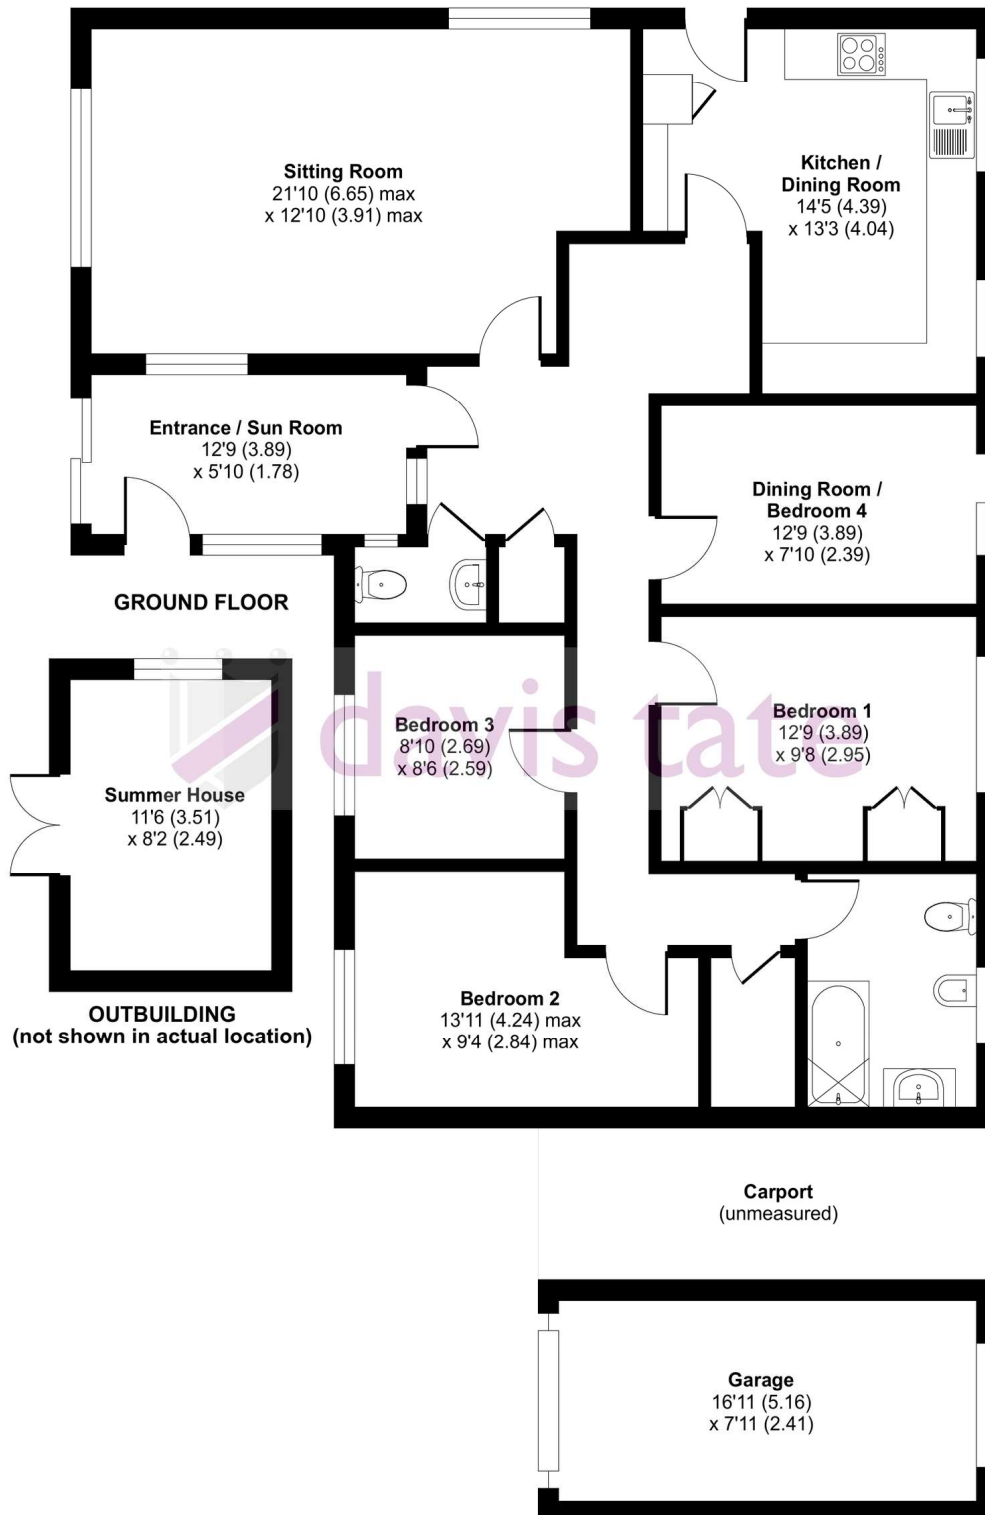 Sitting Room
21'10 (6.65) max
x 12'10 (3.91) max
Kitchen /
Dining Room
14'5 (4.39)
x 13'3 (4.04)
Entrance / Sun Room
12'9 (3.89)
x 5'10 (1.78)
Dining Room /
Bedroom 4
12'9 (3.89)
x 7'10 (2.39)
GROUND FLOOR
Bedroom 3
8'10 (2.69)
x 8'6 (2.59)
Bedroom 1
12'9 (3.89)
x 9'8 (2.95)
davis tate
Summer House
11'6 (3.51)
x 8'2 (2.49)
OUTBUILDING
(not shown in actual location)
Bedroom 2
13'11 (4.24) max
x 9'4 (2.84) max
Carport
(unmeasured)
Garage
16'11 (5.16)
x 7'11 (2.41)